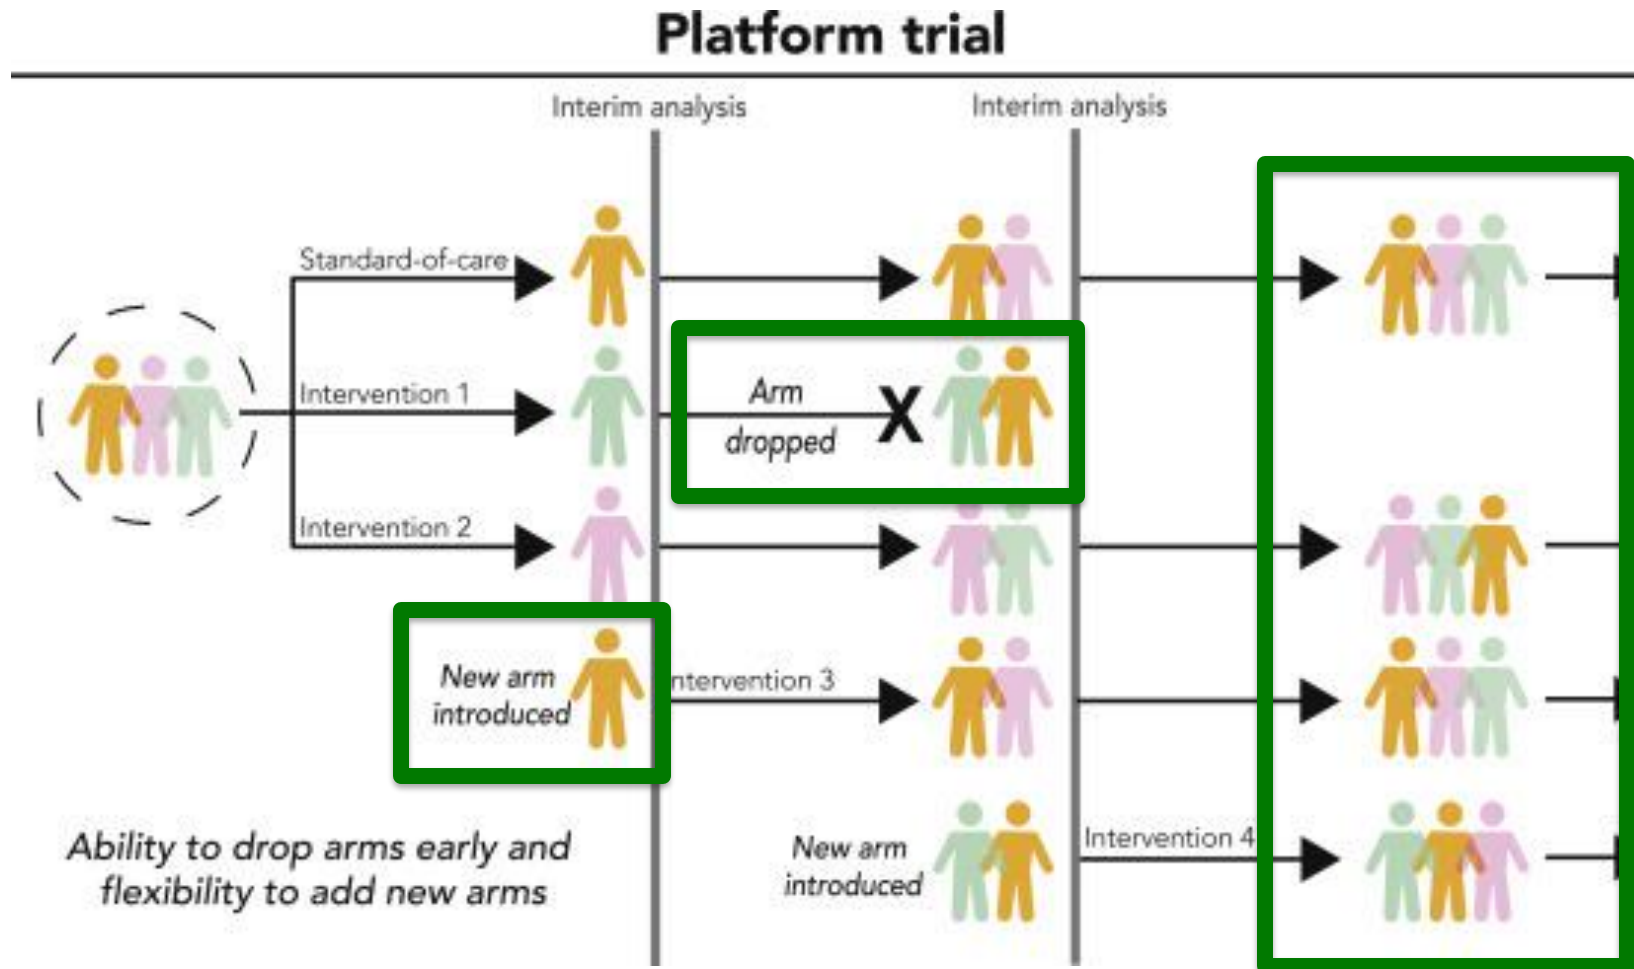 Platform trial
Interim analysis
Interim analysis
Standard-of-care
Intervention 1
Arm
dropped
X
Intervention 2
New arm
introduced
ntervention 3
Ability to drop arms early and
flexibility to add new arms
New arm
introduced
Intervention 4